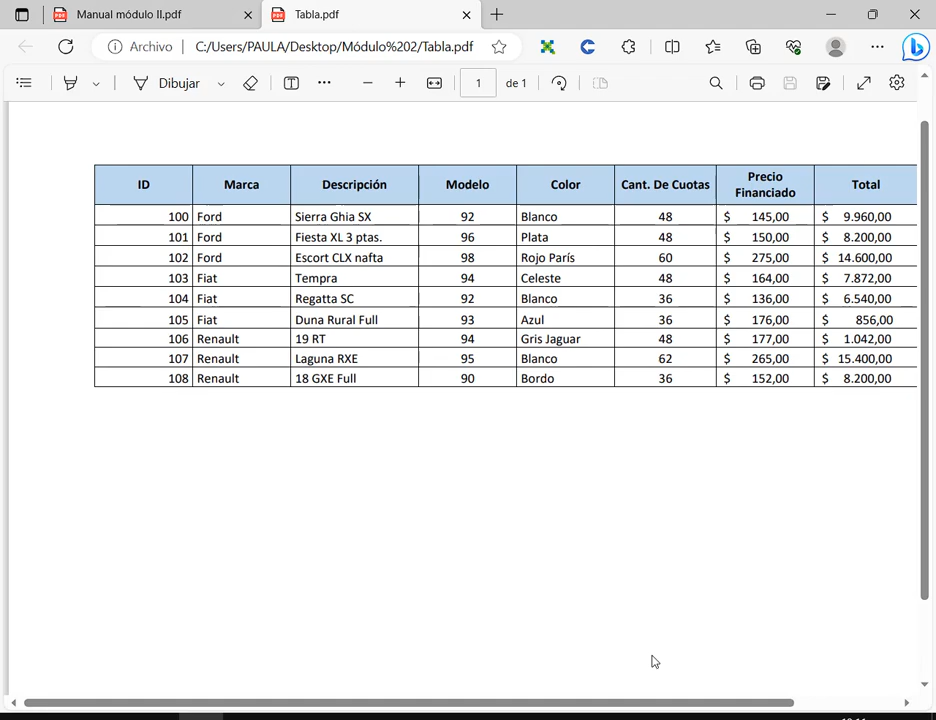 Manual módulo II.pdf
Tabla.pdf
Archivo
C:/Users/PAULA/Desktop/Módulo%202/Tabla.pdf
Dibujar
1
de 1
ID Marca Descripción Modelo Color Cant. De Cuotas Precio Financiado Total
100 Ford Sierra Ghia SX 92 Blanco 48 $ 145,00 $ 9.960,00
101 Ford Fiesta XL 3 ptas. 96 Plata 48 $ 150,00 $ 8.200,00
102 Ford Escort CLX nafta 98 Rojo París 60 $ 275,00 $ 14.600,00
103 Fiat Tempra 94 Celeste 48 $ 164,00 $ 7.872,00
104 Fiat Regatta SC 92 Blanco 36 $ 136,00 $ 6.540,00
105 Fiat Duna Rural Full 93 Azul 36 $ 176,00 $ 856,00
106 Renault 19 RT 94 Gris Jaguar 48 $ 177,00 $ 1.042,00
107 Renault Laguna RXE 95 Blanco 62 $ 265,00 $ 15.400,00
108 Renault 18 GXE Full 90 Bordo 36 $ 152,00 $ 8.200,00